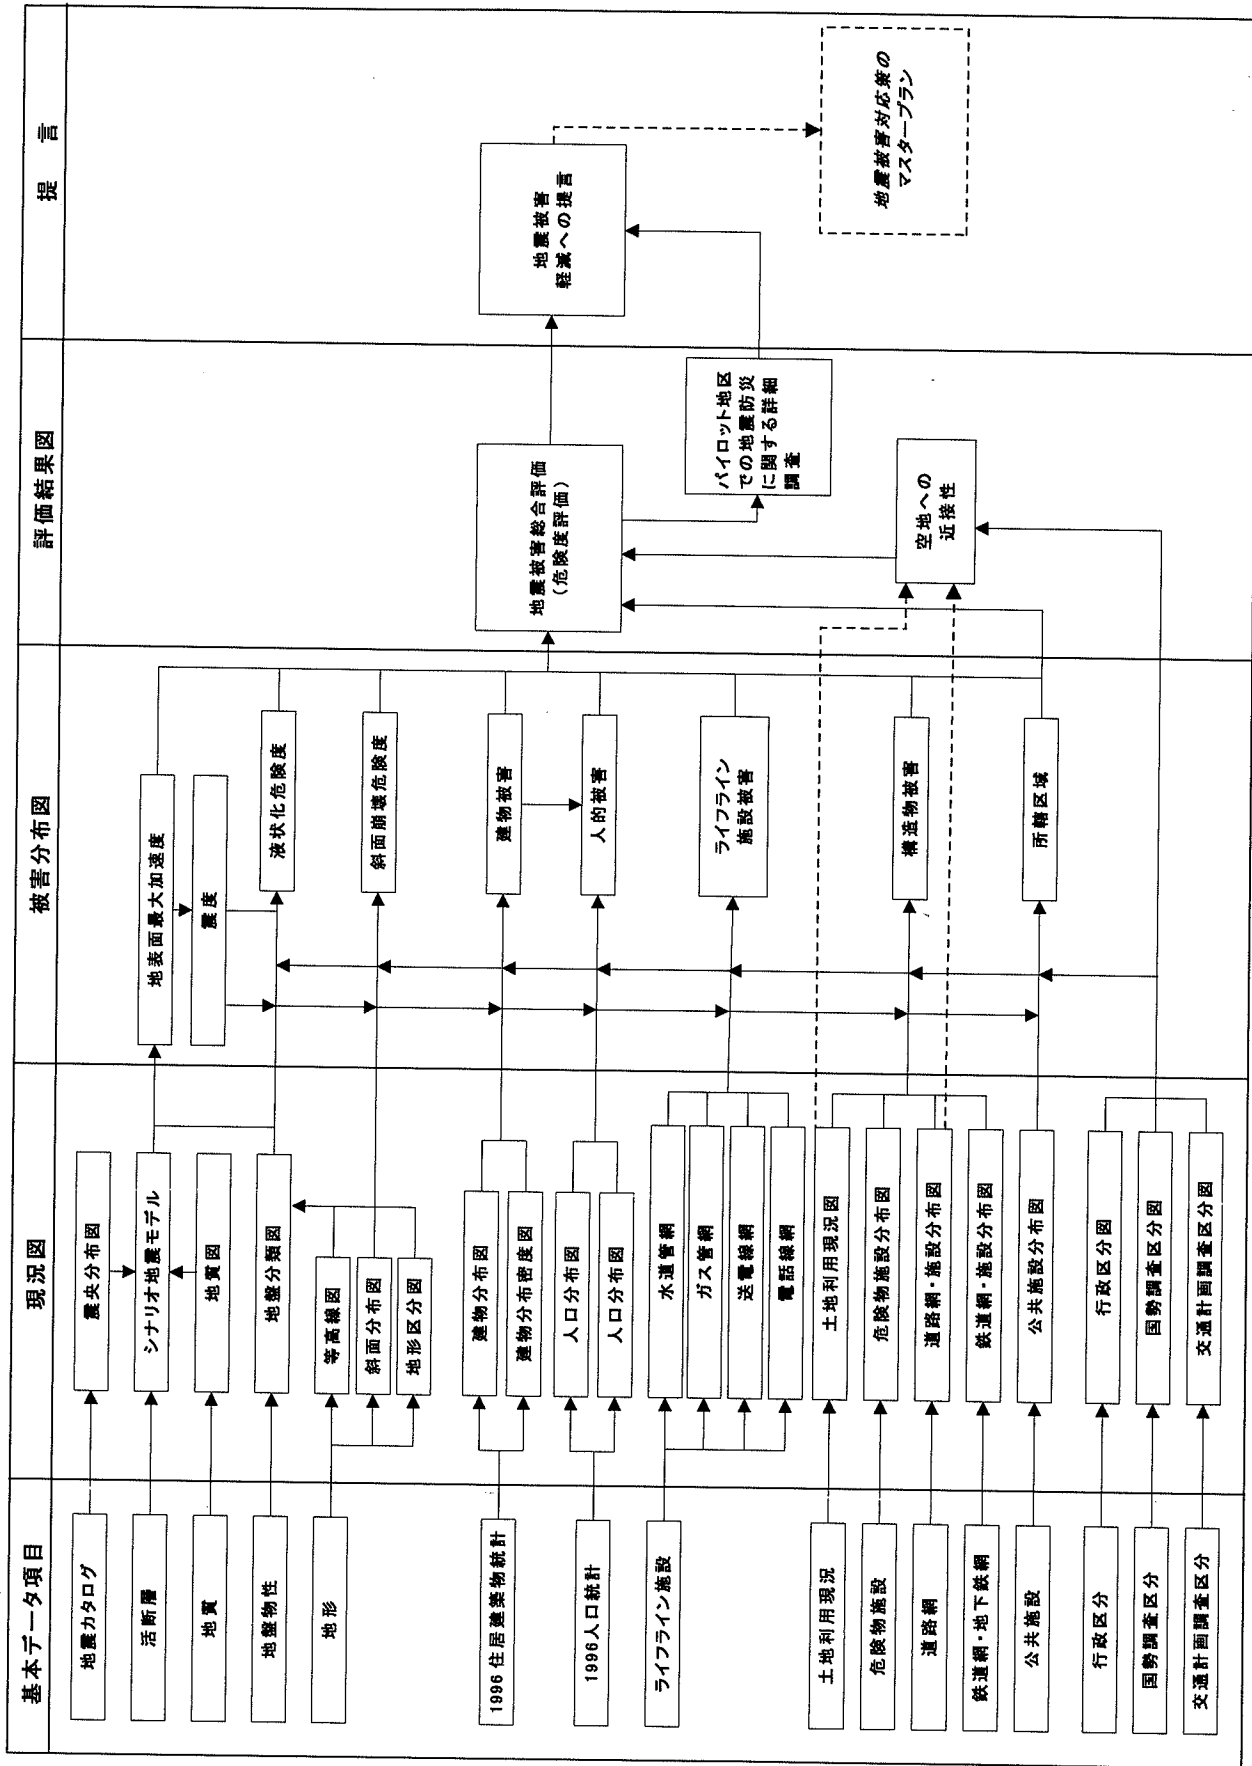 基本データ項目
現況図
被害分布図
評価結果図
提言
地震カタログ
活断層
地質
地盤物性
地形
1996住居建築物統計
1996人口統計
ライフライン施設
土地利用現況
危険物施設
道路網
鉄道網・地下鉄網
公共施設
行政区分
国勢調査区分
交通計画調査区分
震央分布図
シナリオ地震モデル
地質図
地盤分類図
等高線図
斜面分布図
地形区分図
建物分布図
建物分布密度図
人口分布図
人口分布図
水道管網
ガス管網
送電線網
電話線網
土地利用現況図
危険物施設分布図
道路網・施設分布図
鉄道網・施設分布図
公共施設分布図
行政区分図
国勢調査区分図
交通計画調査区分図
地表面最大加速度
震度
液状化危険度
斜面崩壊危険度
建物被害
人的被害
ライフライン
施設被害
構造物被害
所轄区域
地震被害総合評価
(危険度評価)
パイロット地区
での地震防災
に関する詳細
調査
空地への
近接性
地震被害
軽減への提言
地震被害対応策の
マスタープラン